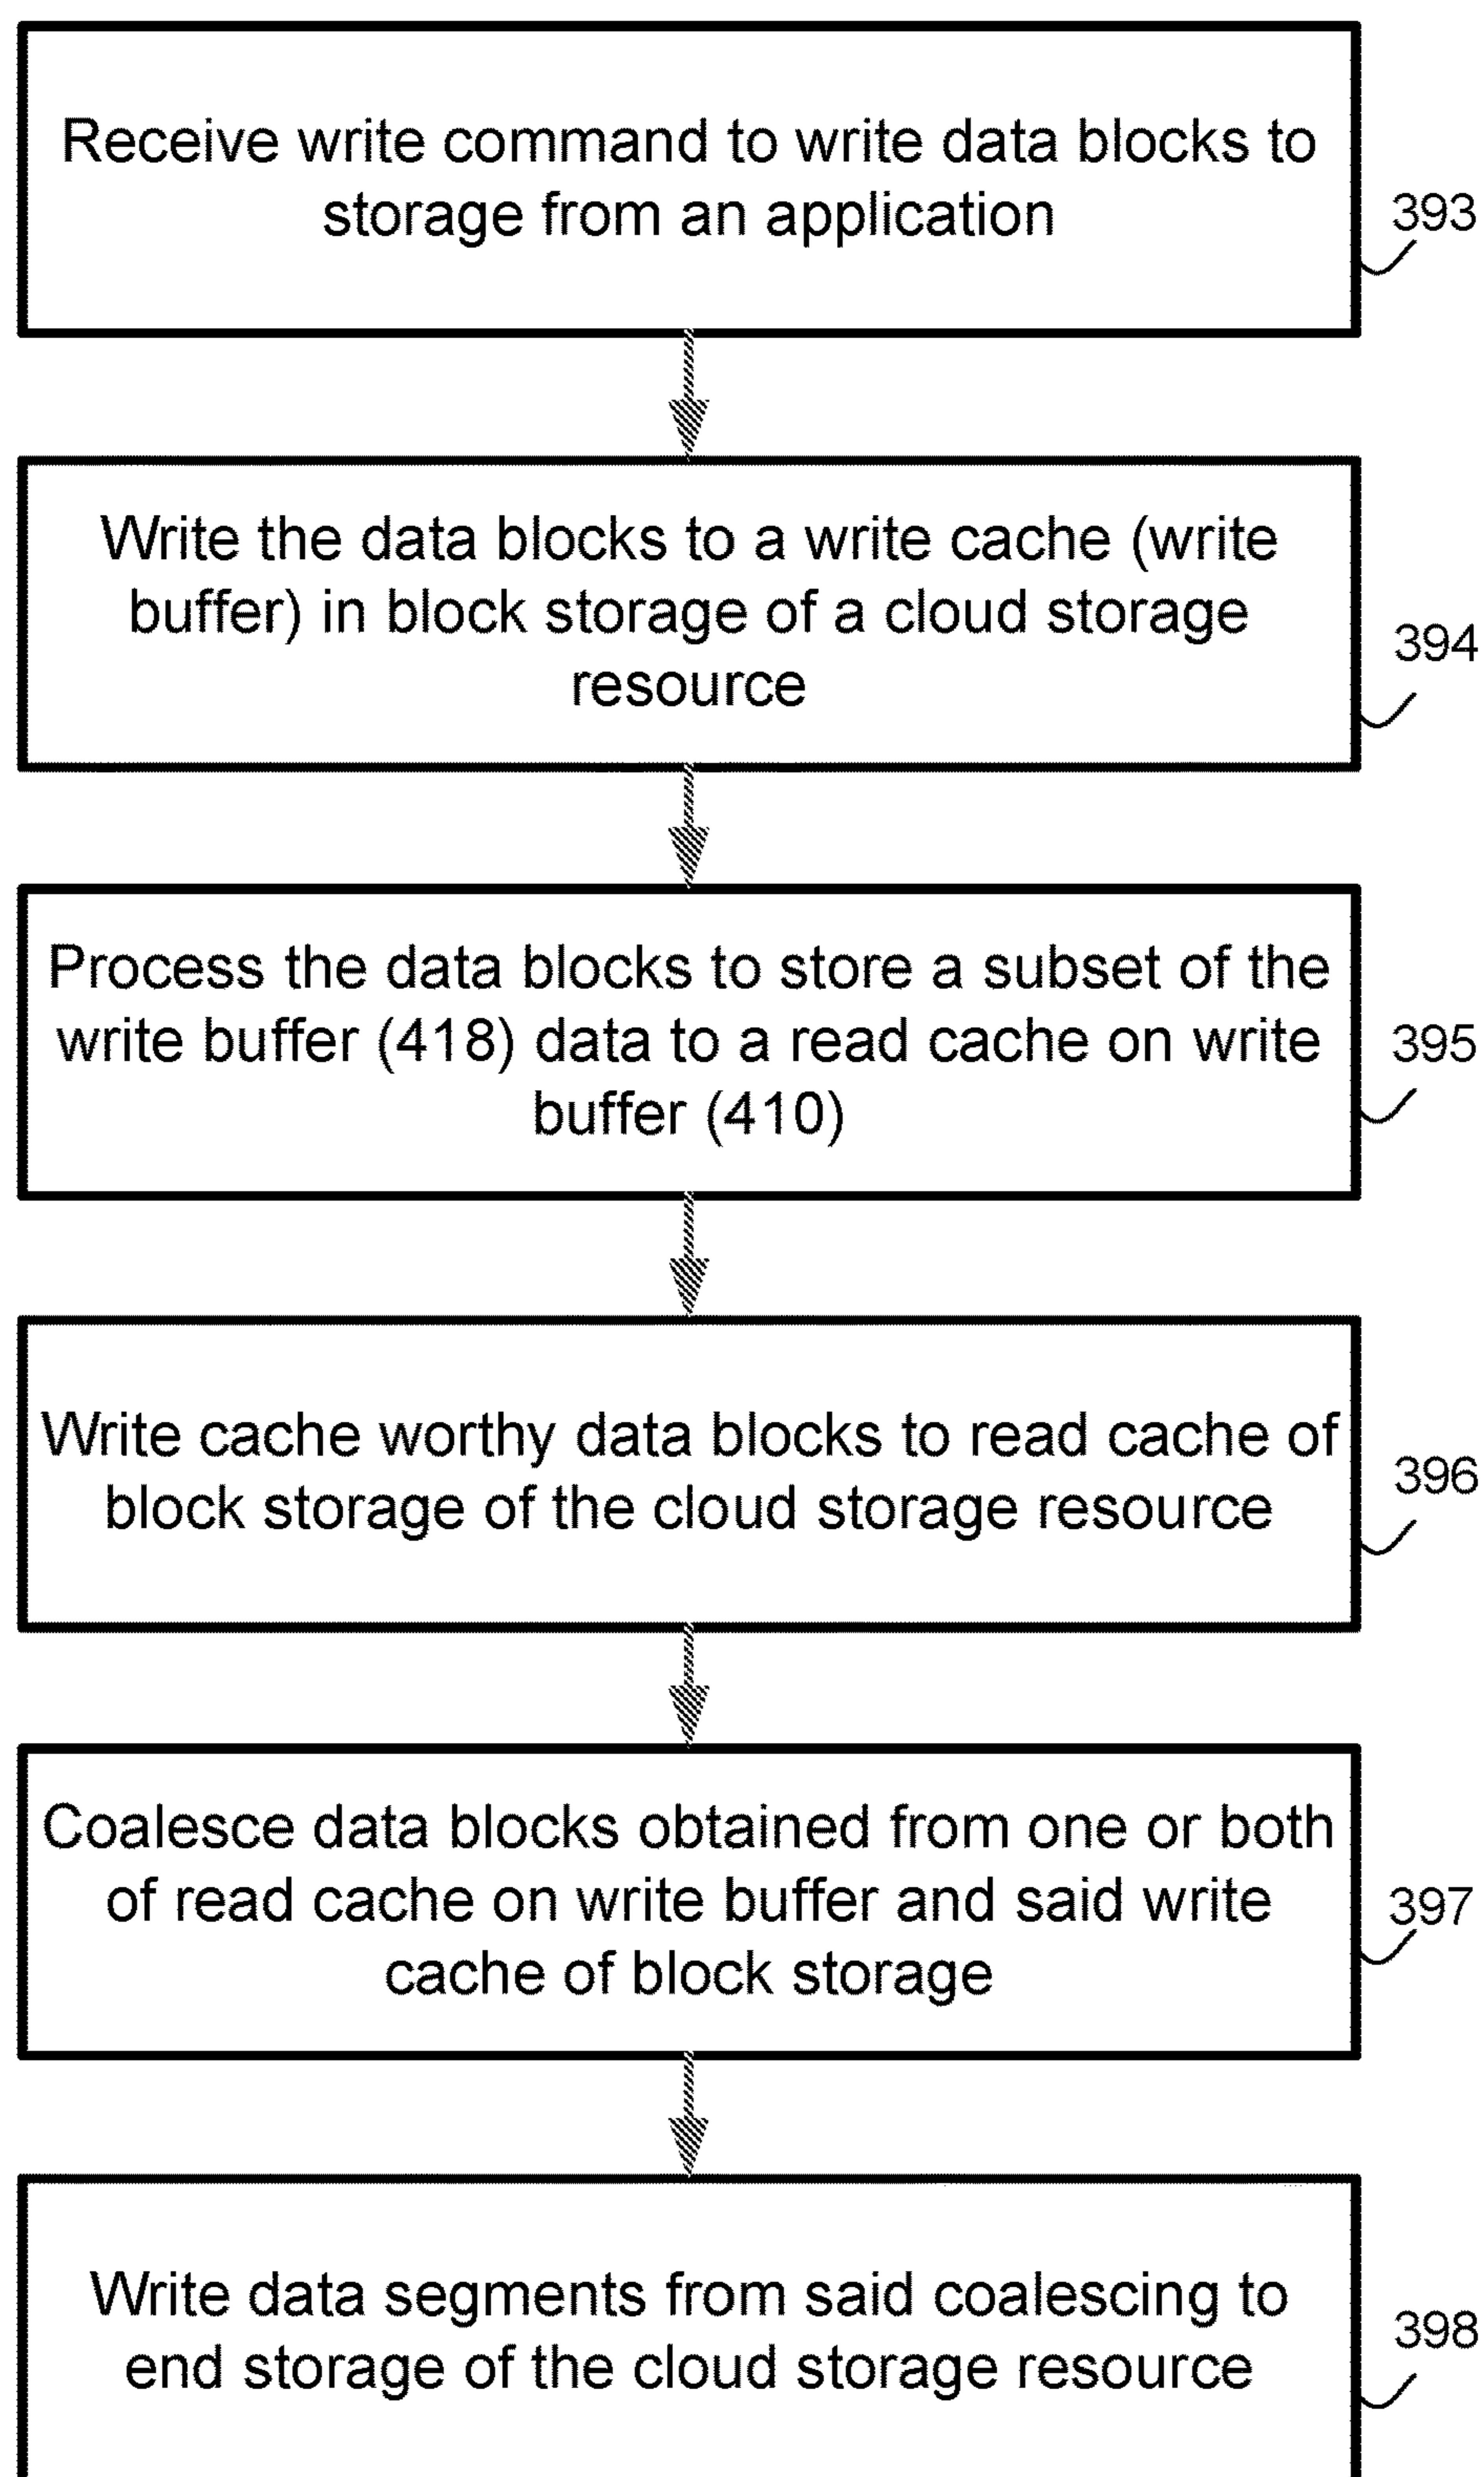 Receive write command to write data blocks to
storage from an application
393
Write the data blocks to a write cache (write
buffer) in block storage of a cloud storage
resource
394
Process the data blocks to store a subset of the
write buffer (418) data to a read cache on write
buffer (410)
395
Write cache worthy data blocks to read cache of
block storage of the cloud storage resource
396
Coalesce data blocks obtained from one or both
of read cache on write buffer and said write
cache of block storage
397
Write data segments from said coalescing to
end storage of the cloud storage resource
398